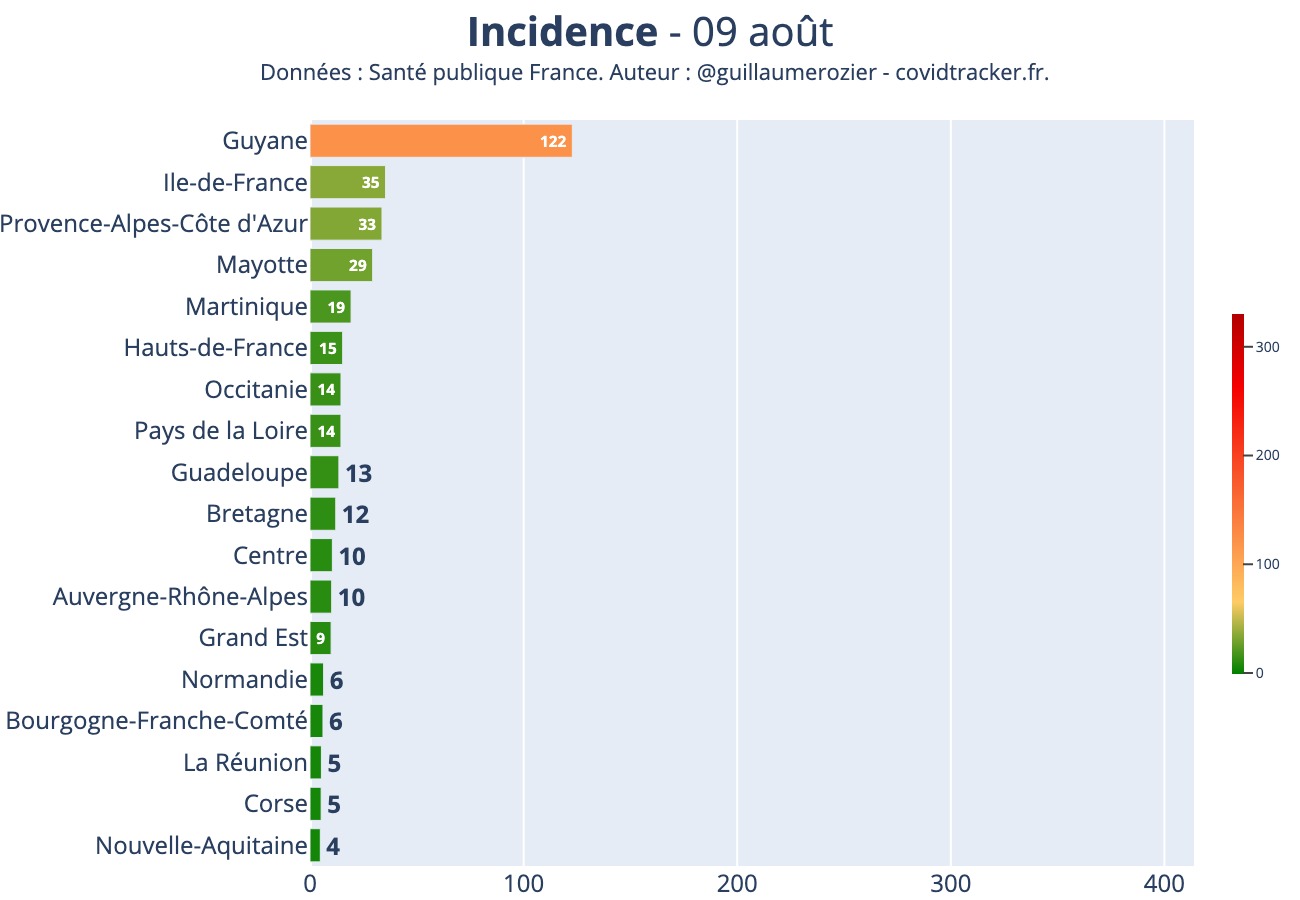 Incidence - 09 août
Données : Santé publique France. Auteur : @guillaumerozier - covidtracker.fr.
Guyane 122
Ile-de-France 35
Provence-Alpes-Côte d'Azur 33
Mayotte 29
Martinique 19
Hauts-de-France 15
Occitanie 14
Pays de la Loire 14
Guadeloupe 13
Bretagne 12
Centre 10
Auvergne-Rhône-Alpes 10
Grand Est 9
Normandie 6
Bourgogne-Franche-Comté 6
La Réunion 5
Corse 5
Nouvelle-Aquitaine 4
0 100 200 300 400
300
200
100
0